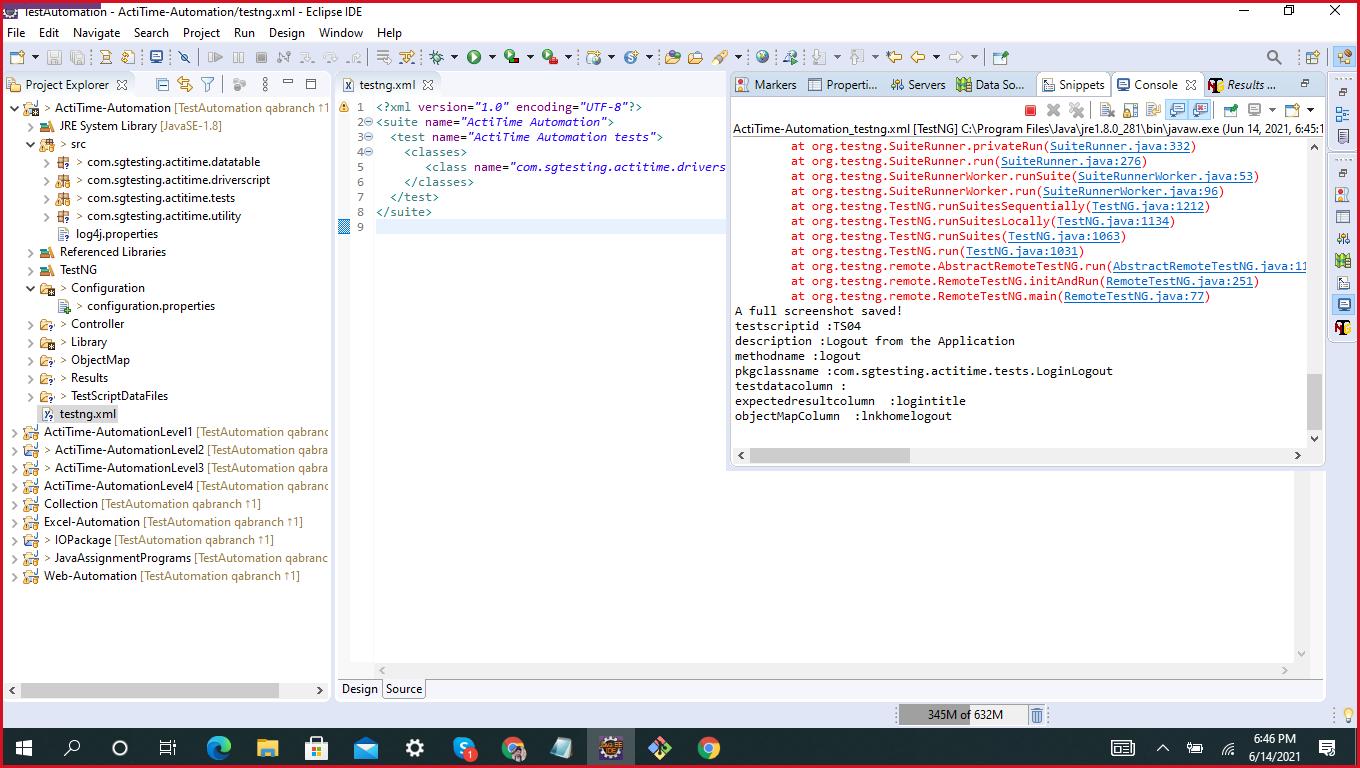 TestAutomation - ActiTime-Automation/testng.xml - Eclipse IDE
File Edit Navigate Search Project Run Design Window Help
Project Explorer
> ActiTime-Automation [TestAutomation qabranch ↑1
JRE System Library [JavaSE-1.8]
> src
> com.sgtesting.actitime.datatable
> com.sgtesting.actitime.driverscript
> com.sgtesting.actitime.tests
> com.sgtesting.actitime.utility
log4j.properties
Referenced Libraries
TestNG
> Configuration
> configuration.properties
> Controller
> Library
> ObjectMap
> Results
> TestScriptDataFiles
testng.xml
ActiTime-AutomationLevel1 [TestAutomation qabranc
> ActiTime-AutomationLevel2 [TestAutomation qabra
> ActiTime-AutomationLevel3 [TestAutomation qabra
ActiTime-AutomationLevel4 [TestAutomation qabranc
Collection [TestAutomation qabranch ↑1]
Excel-Automation [TestAutomation qabranch ↑1]
> IOPackage [TestAutomation qabranch ↑1]
> JavaAssignmentPrograms [TestAutomation qabranc
Web-Automation [TestAutomation qabranch ↑1]
testng.xml
1 <?xml version="1.0" encoding="UTF-8"?>
2 <suite name="ActiTime Automation">
3 <test name="ActiTime Automation tests">
4 <classes>
5 <class name="com.sgtesting.actitime.drivers
6 </classes>
7 </test>
8 </suite>
9
Design Source
Markers Properti... Servers Data So... Snippets Console Results ...
ActiTime-Automation_testng.xml [TestNG] C:\Program Files\Java\jre1.8.0_281\bin\javaw.exe (Jun 14, 2021, 6:45:1
at org.testng.SuiteRunner.privateRun(SuiteRunner.java:332)
at org.testng.SuiteRunner.run(SuiteRunner.java:276)
at org.testng.SuiteRunnerWorker.runSuite(SuiteRunnerWorker.java:53)
at org.testng.SuiteRunnerWorker.run(SuiteRunnerWorker.java:96)
at org.testng.TestNG.runSuitesSequentially(TestNG.java:1212)
at org.testng.TestNG.runSuitesLocally(TestNG.java:1134)
at org.testng.TestNG.runSuites(TestNG.java:1063)
at org.testng.TestNG.run(TestNG.java:1031)
at org.testng.remote.AbstractRemoteTestNG.run(AbstractRemoteTestNG.java:11
at org.testng.remote.RemoteTestNG.initAndRun(RemoteTestNG.java:251)
at org.testng.remote.RemoteTestNG.main(RemoteTestNG.java:77)
A full screenshot saved!
testscriptid :TS04
description :Logout from the Application
methodname :logout
pkgclassname :com.sgtesting.actitime.tests.LoginLogout
testdatacolumn :
expectedresultcolumn :logintitle
objectMapColumn :lnkhomelogout
345M of 632M
6:46 PM
6/14/2021